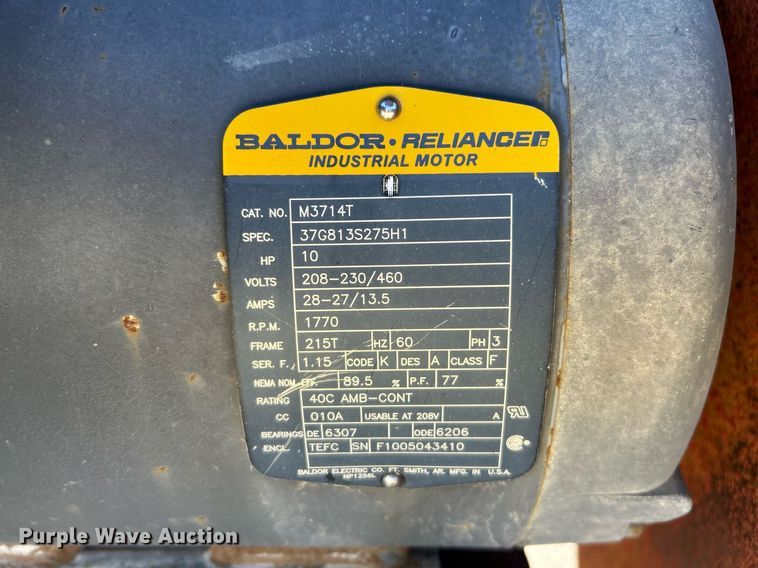 BALDOR • RELIANCE
INDUSTRIAL MOTOR
CAT. NO. M3714T
SPEC. 37G813S275H1
HP 10
VOLTS 208-230/460
AMPS 28-27/13.5
R.P.M. 1770
FRAME 215T HZ 60 PH 3
SER. F. 1.15 CODE K DES A CLASS F
NEMA NOM. EFF. 89.5 % P.F. 77 %
RATING 40C AMB-CONT
CC 010A USABLE AT 208V A
BEARINGS DE 6307 ODE 6206
ENCL. TEFC SN F1005043410
BALDOR ELECTRIC CO. FT. SMITH, AR. MFG. IN U.S.A.
HP1256L
Purple Wave Auction